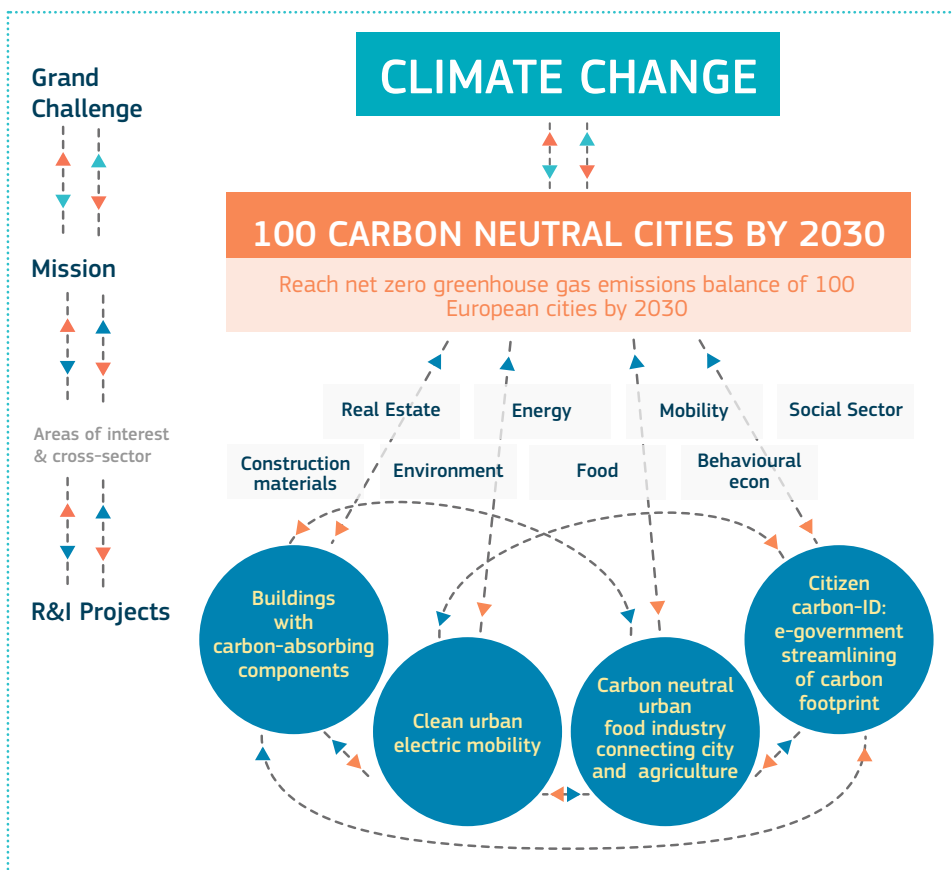 Grand
Challenge
CLIMATE CHANGE
100 CARBON NEUTRAL CITIES BY 2030
Mission
Reach net zero greenhouse gas emissions balance of 100
European cities by 2030
Real Estate
Energy
Mobility
Social Sector
Areas of interest
& cross-sector
Construction
materials
Environment
Food
Behavioural
econ
R&I Projects
Buildings
with
carbon-absorbing
components
Clean urban
electric mobility
Carbon neutral
urban
food industry
connecting city
and agriculture
Citizen
carbon-ID:
e-government
streamlining
of carbon
footprint